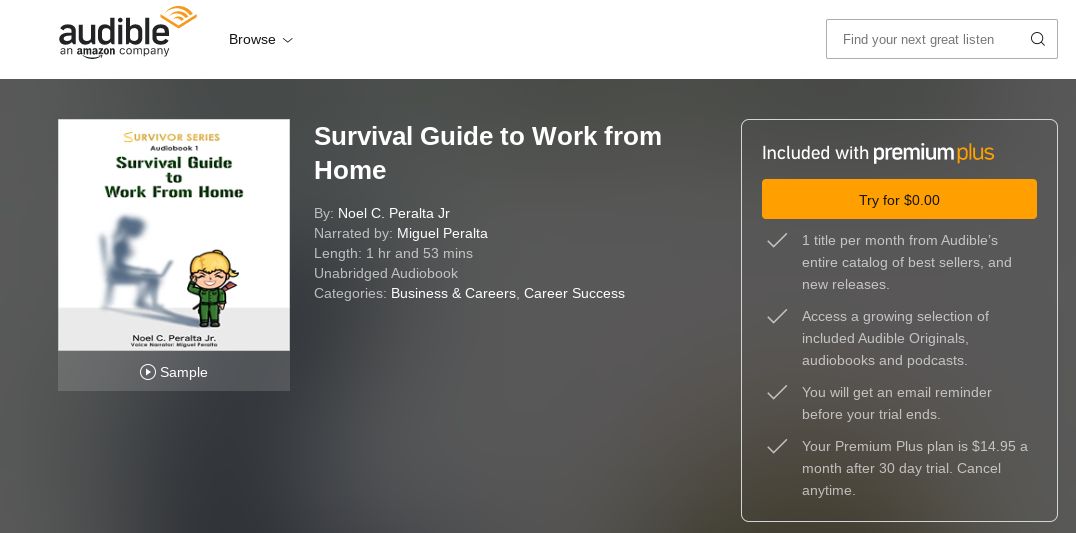 audible
an amazon company
Browse
Find your next great listen
SURVIVOR SERIES
Audiobook 1
Survival Guide
to
Work From Home
Noel C. Peralta Jr.
Voice Narrator: Miguel Peralta
Sample
Survival Guide to Work from
Home
By: Noel C. Peralta Jr
Narrated by: Miguel Peralta
Length: 1 hr and 53 mins
Unabridged Audiobook
Categories: Business & Careers, Career Success
Included with premium plus
Try for $0.00
1 title per month from Audible’s
entire catalog of best sellers, and
new releases.
Access a growing selection of
included Audible Originals,
audiobooks and podcasts.
You will get an email reminder
before your trial ends.
Your Premium Plus plan is $14.95 a
month after 30 day trial. Cancel
anytime.